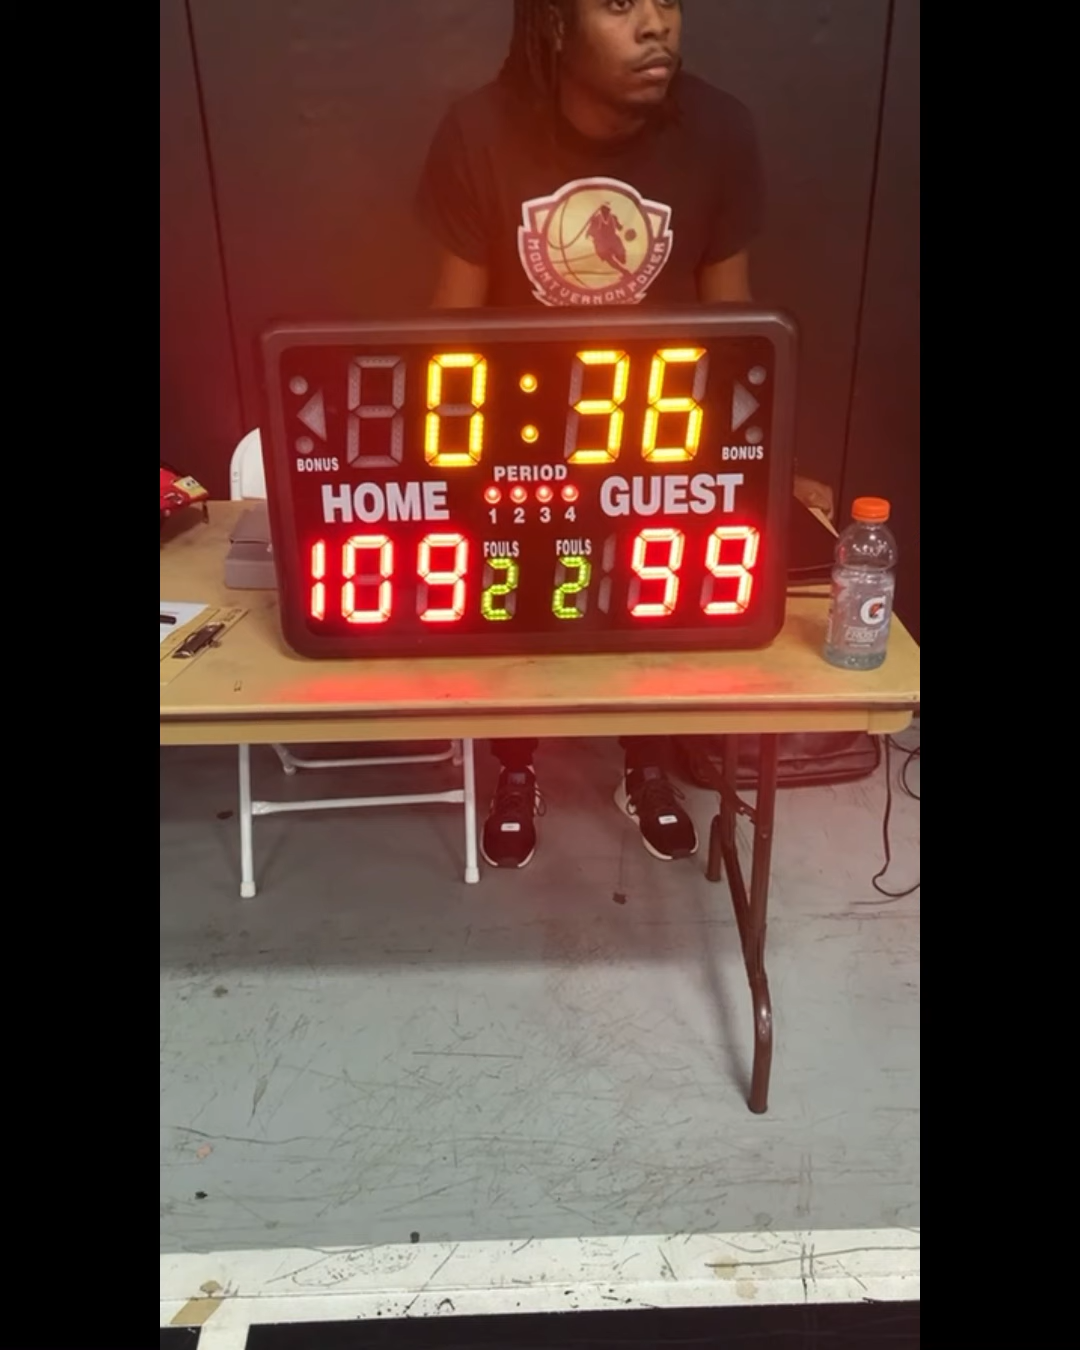 MOUNT VERNON POWER
0:36
BONUS
BONUS
PERIOD
HOME
GUEST
1 2 3 4
FOULS
FOULS
109
2
2
99
G
FROST